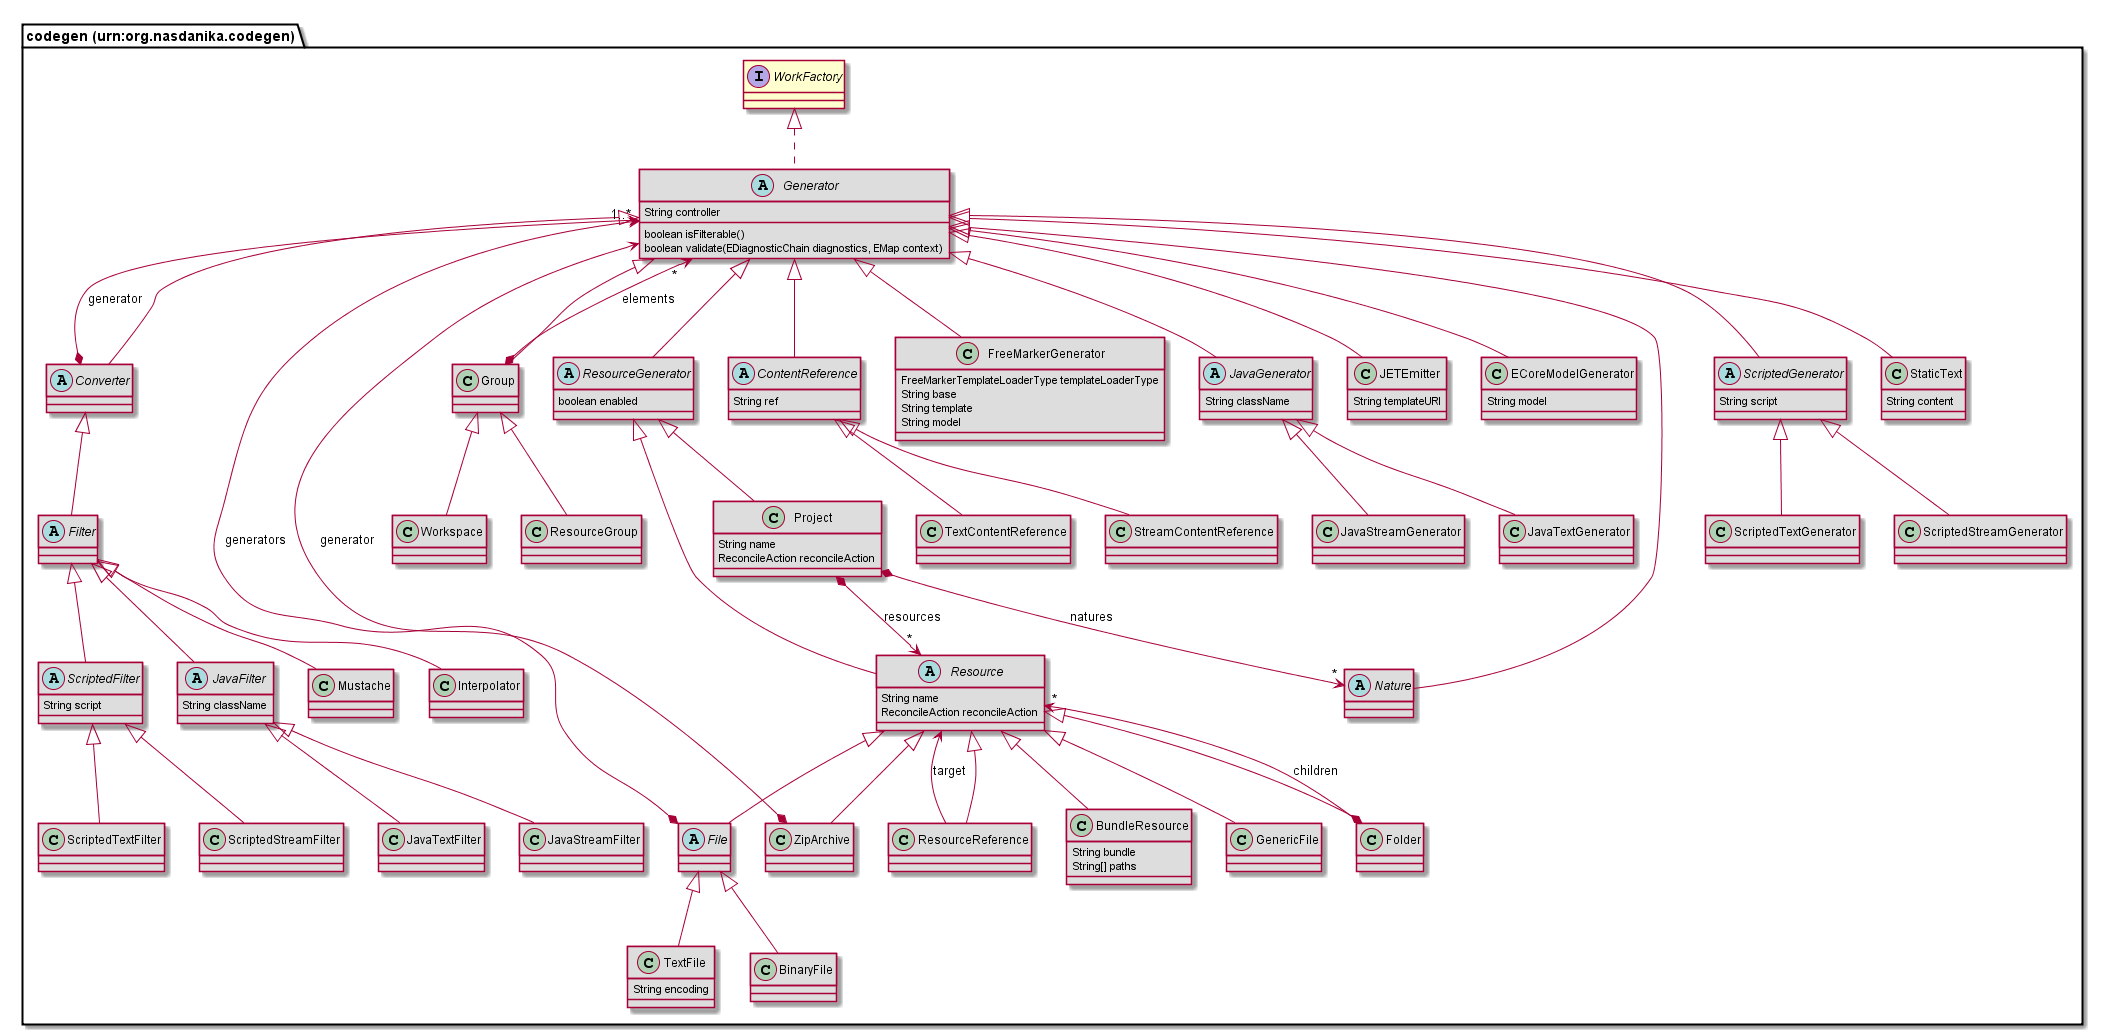 codegen (urn:org.nasdanika.codegen)
I WorkFactory
A Generator
String controller
boolean isFilterable()
boolean validate(EDiagnosticChain diagnostics, EMap context)
*
generator
elements
A Converter
C Group
A ResourceGenerator
boolean enabled
A ContentReference
String ref
C FreeMarkerGenerator
FreeMarkerTemplateLoaderType templateLoaderType
String base
String template
String model
A JavaGenerator
String className
C JETEmitter
String templateURI
C ECoreModelGenerator
String model
A ScriptedGenerator
String script
C StaticText
String content
A Filter
generators
generator
C Workspace
C ResourceGroup
C Project
String name
ReconcileAction reconcileAction
C TextContentReference
C StreamContentReference
C JavaStreamGenerator
C JavaTextGenerator
C ScriptedTextGenerator
C ScriptedStreamGenerator
resources
*
natures
*
A ScriptedFilter
String script
A JavaFilter
String className
C Mustache
C Interpolator
A Resource
String name
ReconcileAction reconcileAction
*
A Nature
target
children
C ScriptedTextFilter
C ScriptedStreamFilter
C JavaTextFilter
C JavaStreamFilter
A File
C ZipArchive
C ResourceReference
C BundleResource
String bundle
String[] paths
C GenericFile
C Folder
C TextFile
String encoding
C BinaryFile